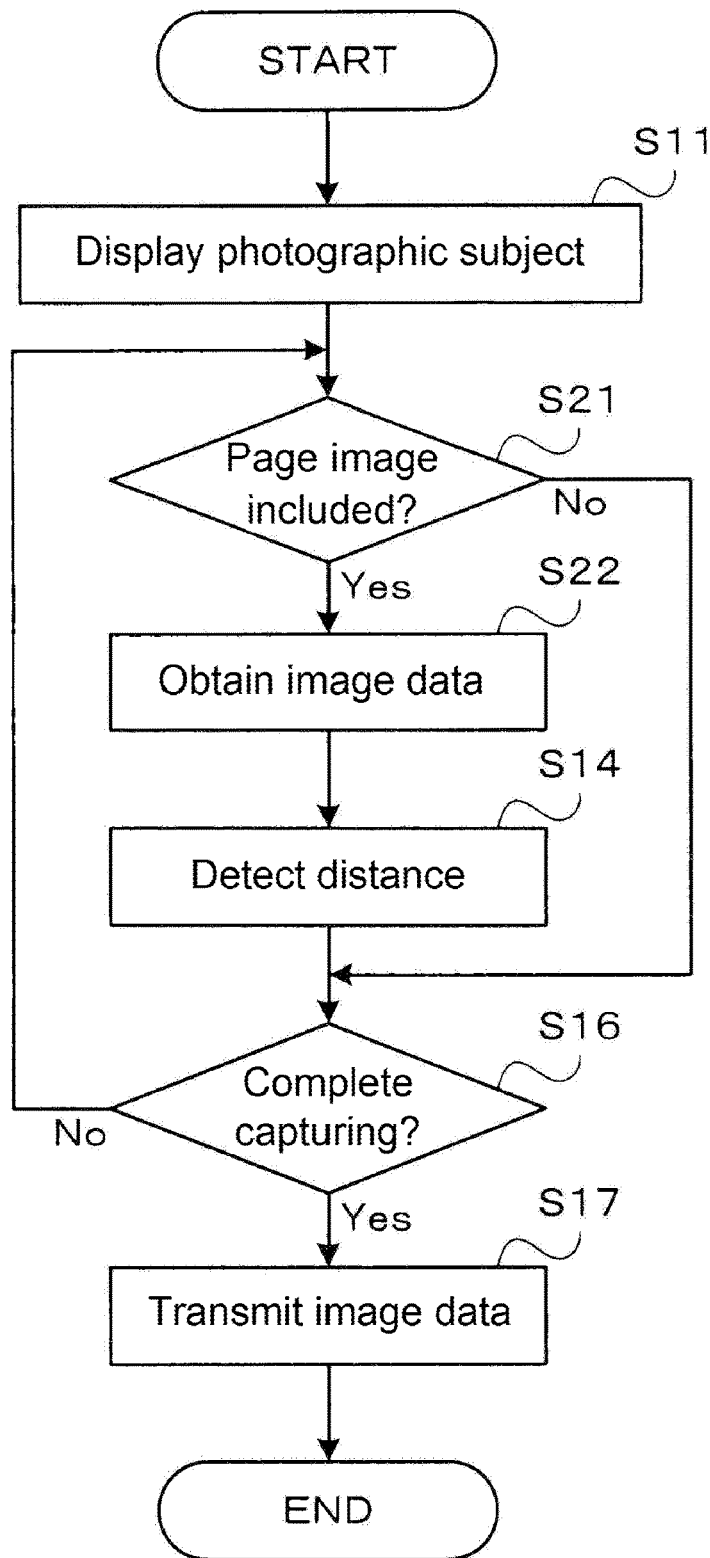 START
S11
Display photographic subject
S21
Page image
included?
No
Yes
S22
Obtain image data
S14
Detect distance
S16
Complete
capturing?
No
Yes
S17
Transmit image data
END